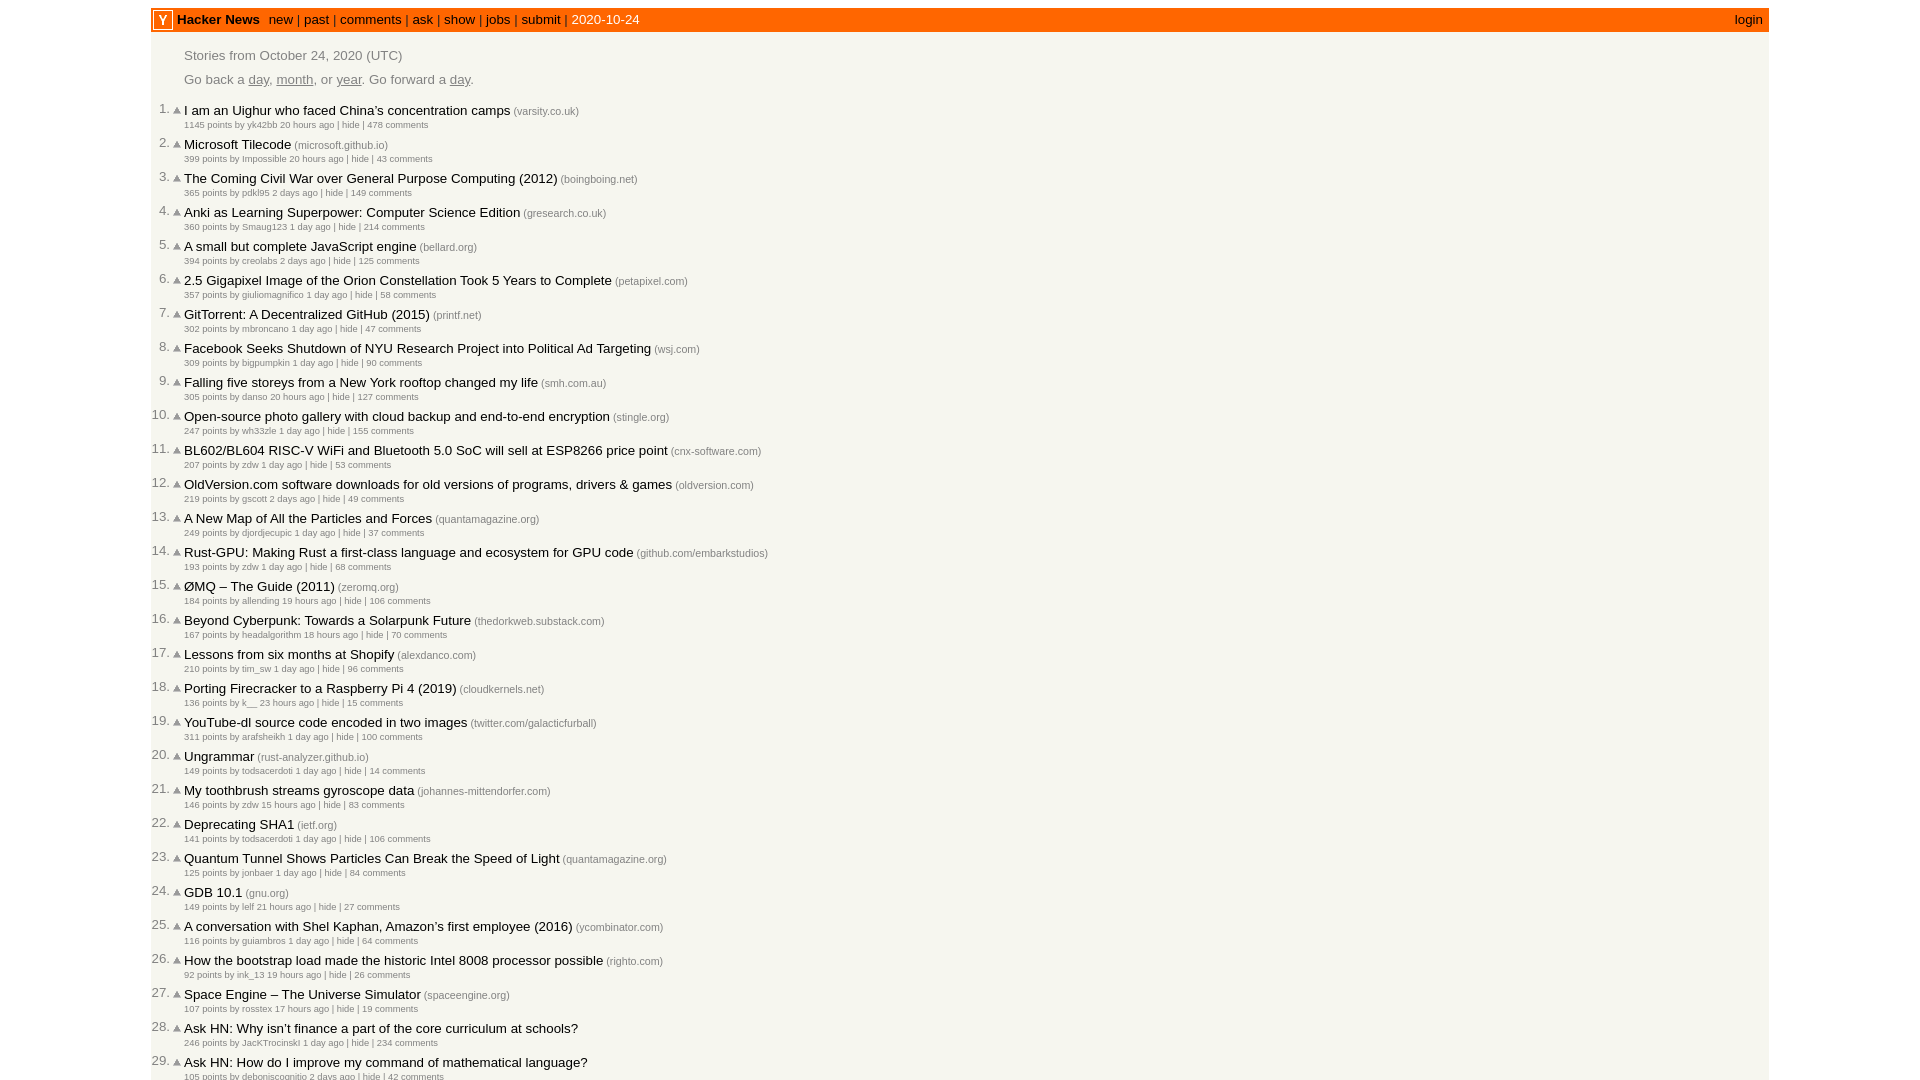 Y Hacker News new | past | comments | ask | show | jobs | submit | 2020-10-24 login
Stories from October 24, 2020 (UTC)
Go back a day, month, or year. Go forward a day.
1. I am an Uighur who faced China’s concentration camps (varsity.co.uk)
1145 points by yk42bb 20 hours ago | hide | 478 comments
2. Microsoft Tilecode (microsoft.github.io)
399 points by Impossible 20 hours ago | hide | 43 comments
3. The Coming Civil War over General Purpose Computing (2012) (boingboing.net)
365 points by pdkl95 2 days ago | hide | 149 comments
4. Anki as Learning Superpower: Computer Science Edition (gresearch.co.uk)
360 points by Smaug123 1 day ago | hide | 214 comments
5. A small but complete JavaScript engine (bellard.org)
394 points by creolabs 2 days ago | hide | 125 comments
6. 2.5 Gigapixel Image of the Orion Constellation Took 5 Years to Complete (petapixel.com)
357 points by giuliomagnifico 1 day ago | hide | 58 comments
7. GitTorrent: A Decentralized GitHub (2015) (printf.net)
302 points by mbroncano 1 day ago | hide | 47 comments
8. Facebook Seeks Shutdown of NYU Research Project into Political Ad Targeting (wsj.com)
309 points by bigpumpkin 1 day ago | hide | 90 comments
9. Falling five storeys from a New York rooftop changed my life (smh.com.au)
305 points by danso 20 hours ago | hide | 127 comments
10. Open-source photo gallery with cloud backup and end-to-end encryption (stingle.org)
247 points by wh33zle 1 day ago | hide | 155 comments
11. BL602/BL604 RISC-V WiFi and Bluetooth 5.0 SoC will sell at ESP8266 price point (cnx-software.com)
207 points by zdw 1 day ago | hide | 53 comments
12. OldVersion.com software downloads for old versions of programs, drivers & games (oldversion.com)
219 points by gscott 2 days ago | hide | 49 comments
13. A New Map of All the Particles and Forces (quantamagazine.org)
249 points by djordjecupic 1 day ago | hide | 37 comments
14. Rust-GPU: Making Rust a first-class language and ecosystem for GPU code (github.com/embarkstudios)
193 points by zdw 1 day ago | hide | 68 comments
15. ØMQ – The Guide (2011) (zeromq.org)
184 points by allending 19 hours ago | hide | 106 comments
16. Beyond Cyberpunk: Towards a Solarpunk Future (thedorkweb.substack.com)
167 points by headalgorithm 18 hours ago | hide | 70 comments
17. Lessons from six months at Shopify (alexdanco.com)
210 points by tim_sw 1 day ago | hide | 96 comments
18. Porting Firecracker to a Raspberry Pi 4 (2019) (cloudkernels.net)
136 points by k__ 23 hours ago | hide | 15 comments
19. YouTube-dl source code encoded in two images (twitter.com/galacticfurball)
311 points by arafsheikh 1 day ago | hide | 100 comments
20. Ungrammar (rust-analyzer.github.io)
149 points by todsacerdoti 1 day ago | hide | 14 comments
21. My toothbrush streams gyroscope data (johannes-mittendorfer.com)
146 points by zdw 15 hours ago | hide | 83 comments
22. Deprecating SHA1 (ietf.org)
141 points by todsacerdoti 1 day ago | hide | 106 comments
23. Quantum Tunnel Shows Particles Can Break the Speed of Light (quantamagazine.org)
125 points by jonbaer 1 day ago | hide | 84 comments
24. GDB 10.1 (gnu.org)
149 points by lelf 21 hours ago | hide | 27 comments
25. A conversation with Shel Kaphan, Amazon’s first employee (2016) (ycombinator.com)
116 points by guiambros 1 day ago | hide | 64 comments
26. How the bootstrap load made the historic Intel 8008 processor possible (righto.com)
92 points by ink_13 19 hours ago | hide | 26 comments
27. Space Engine – The Universe Simulator (spaceengine.org)
107 points by rosstex 17 hours ago | hide | 19 comments
28. Ask HN: Why isn’t finance a part of the core curriculum at schools?
246 points by JacKTrocinskI 1 day ago | hide | 234 comments
29. Ask HN: How do I improve my command of mathematical language?
105 points by deboniscognitio 2 days ago | hide | 42 comments